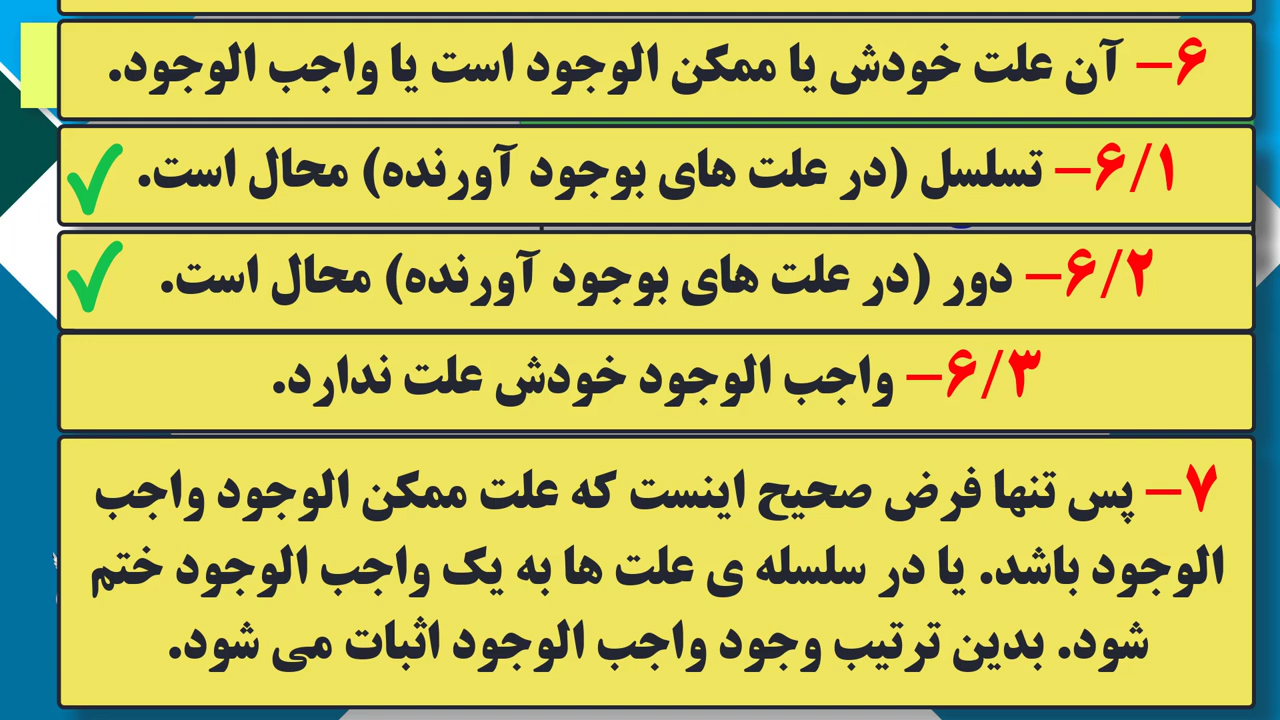 ۶- آن علت خودش یا ممکن الوجود است یا واجب الوجود.
۶/۱- تسلسل (در علت های بوجود آورنده) محال است.
۶/۲- دور (در علت های بوجود آورنده) محال است.
۶/۳- واجب الوجود خودش علت ندارد.
۷- پس تنها فرض صحیح اینست که علت ممکن الوجود واجب
الوجود باشد. یا در سلسله ی علت ها به یک واجب الوجود ختم
شود. بدین ترتیب وجود واجب الوجود اثبات می شود.